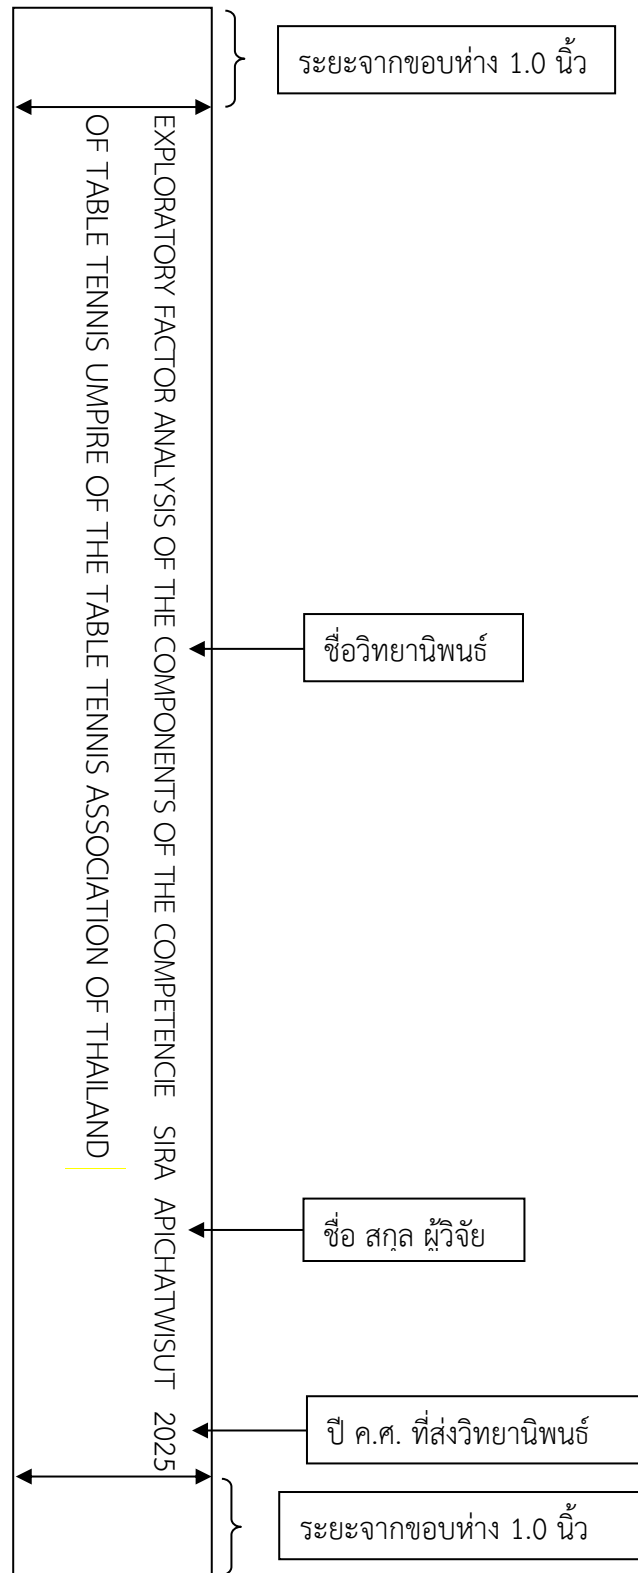 ระยะจากขอบห่าง 1.0 นิ้ว
EXPLORATORY FACTOR ANALYSIS OF THE COMPONENTS OF THE COMPETENCIE SIRA APICHATWISUT 2025
OF TABLE TENNIS UMPIRE OF THE TABLE TENNIS ASSOCIATION OF THAILAND
ชื่อวิทยานิพนธ์
ชื่อ สกุล ผู้วิจัย
ปี ค.ศ. ที่ส่งวิทยานิพนธ์
ระยะจากขอบห่าง 1.0 นิ้ว